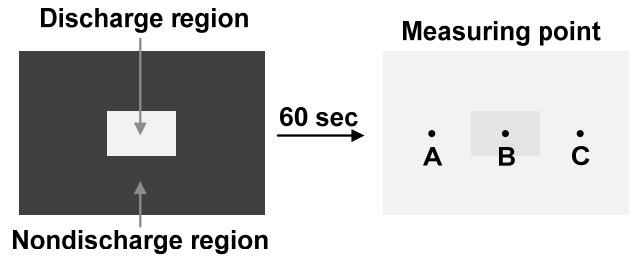 Discharge region
Measuring point
60 sec
A
B
C
Nondischarge region